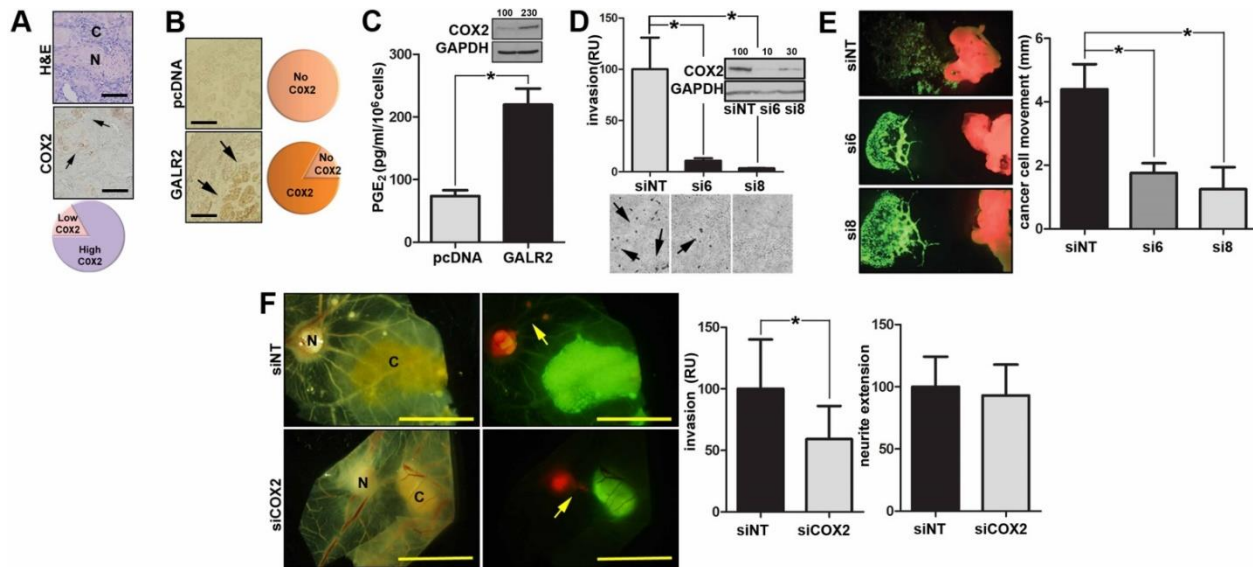 A
H&E
C
N
COX2
Low
COX2
High
COX2
B
pcDNA
No
COX2
GALR2
No
COX2
COX2
C
100 230
COX2
GAPDH
PGE₂ (pg/ml/10⁶cells)
300
200
100
0
*
pcDNA GALR2
D
invasion(RU)
150
100
50
0
* *
100 10 30
COX2
GAPDH
siNT si6 si8
siNT si6 si8
E
siNT
si6
si8
cancer cell movement (mm)
6
4
2
0
*
*
siNT si6 si8
F
siNT
N
C
siCOX2
N
C
invasion (RU)
150
100
50
0
*
siNT siCOX2
neurite extension
150
100
50
0
siNT siCOX2